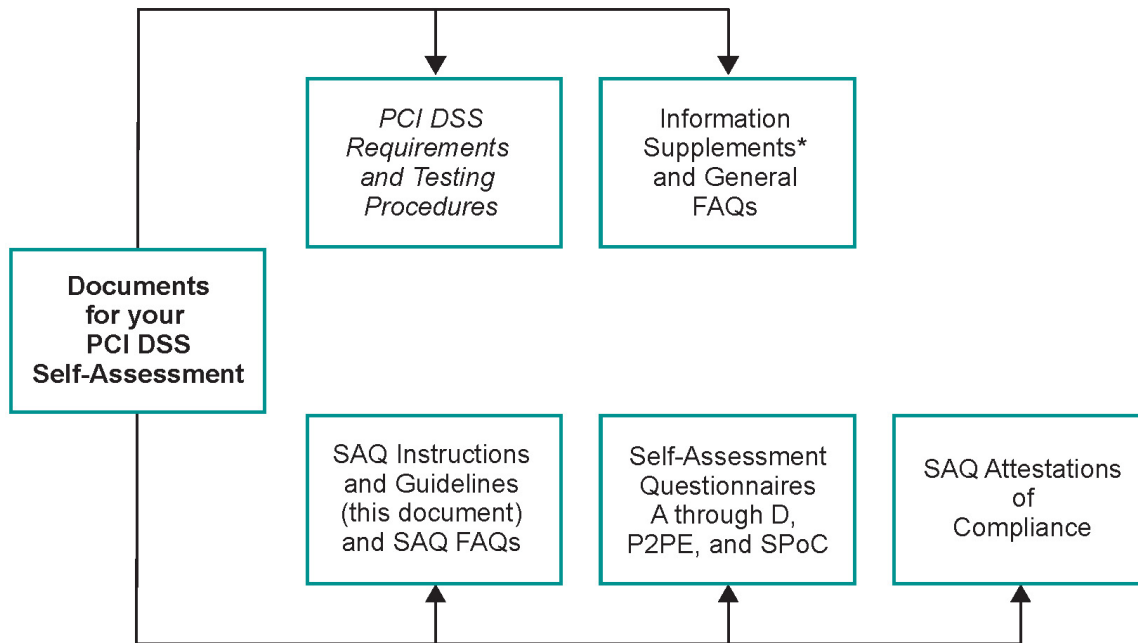 PCI DSS
Requirements
and Testing
Procedures
Information
Supplements*
and General
FAQs
Documents
for your
PCI DSS
Self-Assessment
SAQ Instructions
and Guidelines
(this document)
and SAQ FAQs
Self-Assessment
Questionnaires
A through D,
P2PE, and SPoC
SAQ Attestations
of
Compliance